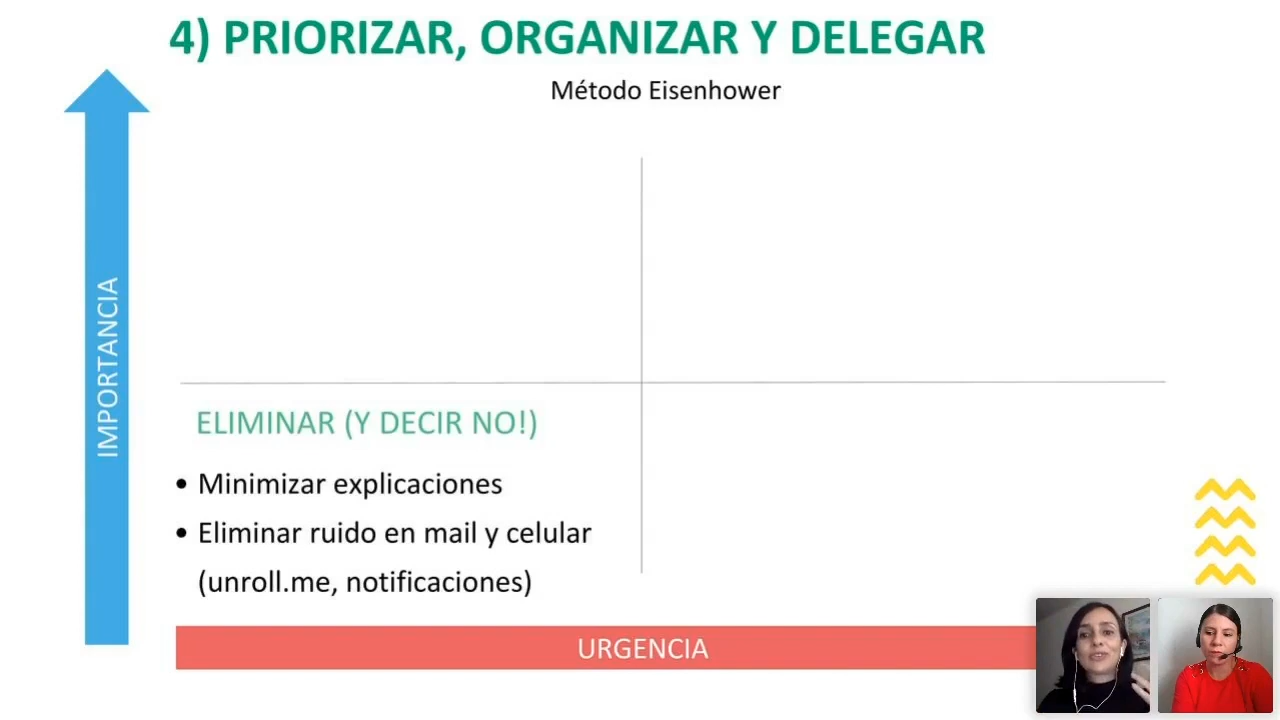 4) PRIORIZAR, ORGANIZAR Y DELEGAR
Método Eisenhower
IMPORTANCIA
ELIMINAR (Y DECIR NO!)
• Minimizar explicaciones
• Eliminar ruido en mail y celular
(unroll.me, notificaciones)
URGENCIA